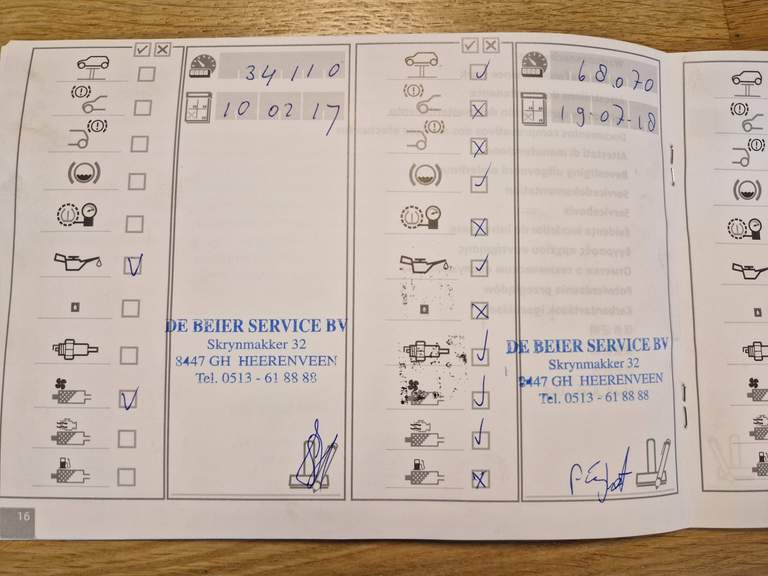 34110
10 02 17
DE BEIER SERVICE BV
Skrynmakker 32
8447 GH HEERENVEEN
Tel. 0513 - 61 88 88
16
68.070
19-07-18
DE BEIER SERVICE BV
Skrynmakker 32
8447 GH HEERENVEEN
Tel. 0513 - 61 88 88